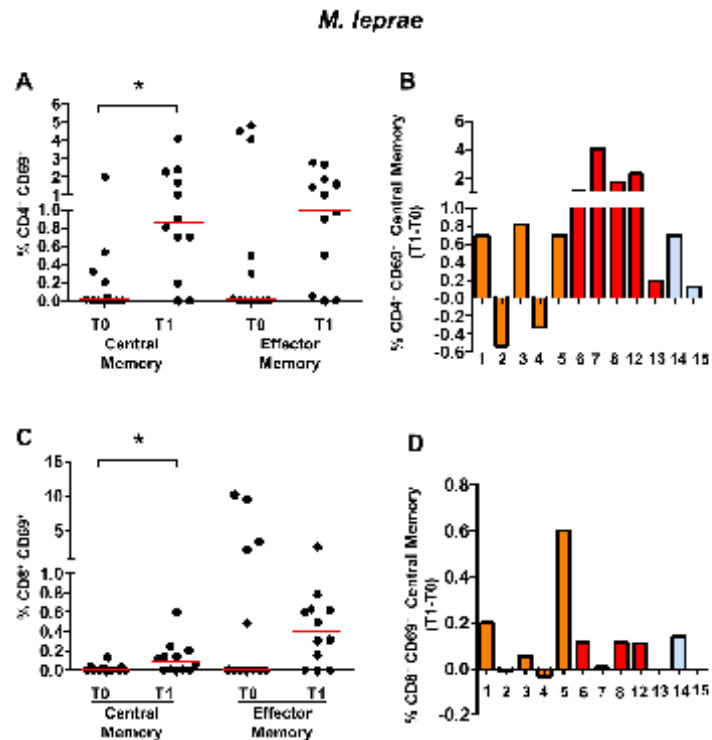 M. leprae
A
*
% CD4⁺ CD69⁺
6
5
4
3
2
1
1.0
0.8
0.6
0.4
0.2
0.0
T0 T1 T0 T1
Central Memory
Effector Memory
B
% CD4⁺ CD69⁺ Central Memory
(T1-T0)
6
4
2
1.0
0.8
0.6
0.4
0.2
-0.0
-0.2
-0.4
-0.6
1 2 3 4 5 6 7 8 12 13 14 15
C
*
% CD8⁺ CD69⁺
15
10
5
1.0
0.8
0.6
0.4
0.2
0.0
T0 T1 T0 T1
Central Memory
Effector Memory
D
% CD8⁺ CD69⁺ Central Memory
(T1-T0)
0.8
0.6
0.4
0.2
0.0
-0.2
1 2 3 4 5 6 7 8 12 13 14 15